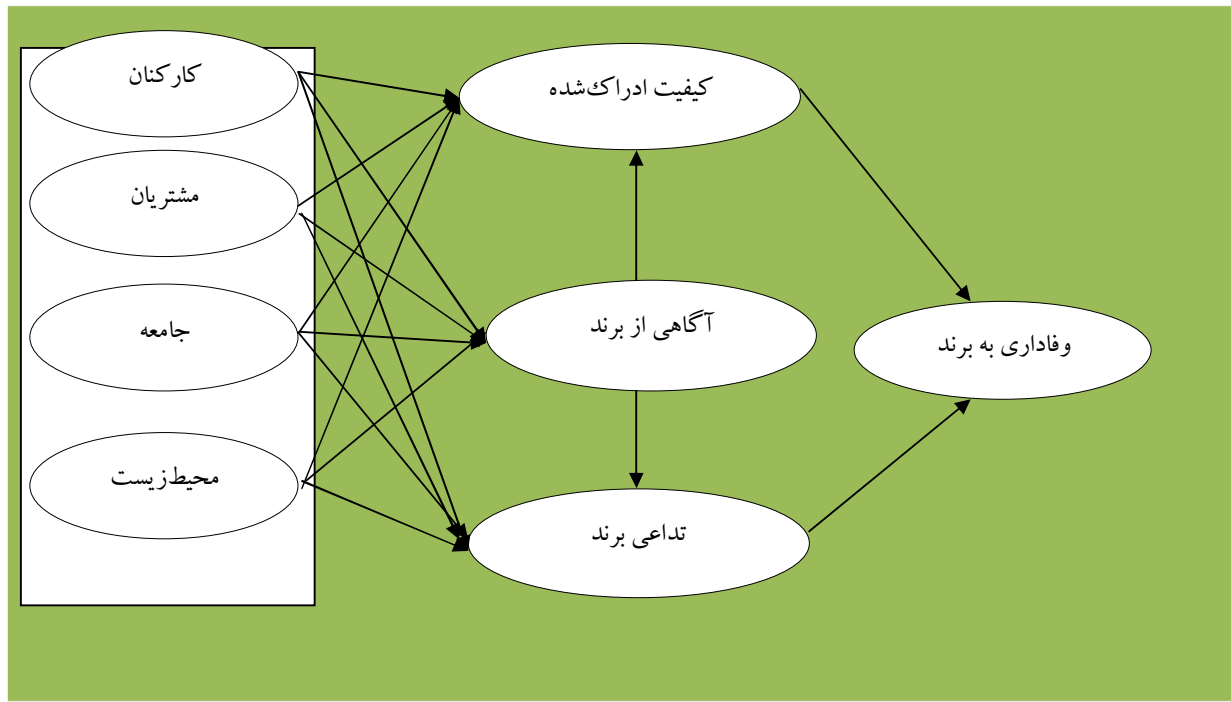 کارکنان
مشتریان
جامعه
محیط‌زیست
کیفیت ادراک‌شده
آگاهی از برند
تداعی برند
وفاداری به برند